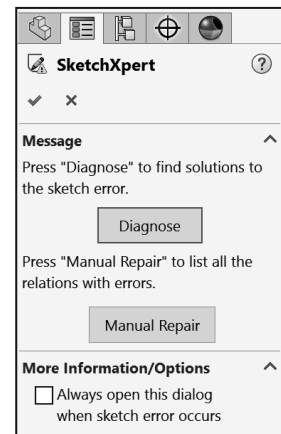 SketchXpert
?
Message
Press "Diagnose" to find solutions to
the sketch error.
Diagnose
Press "Manual Repair" to list all the
relations with errors.
Manual Repair
More Information/Options
Always open this dialog
when sketch error occurs